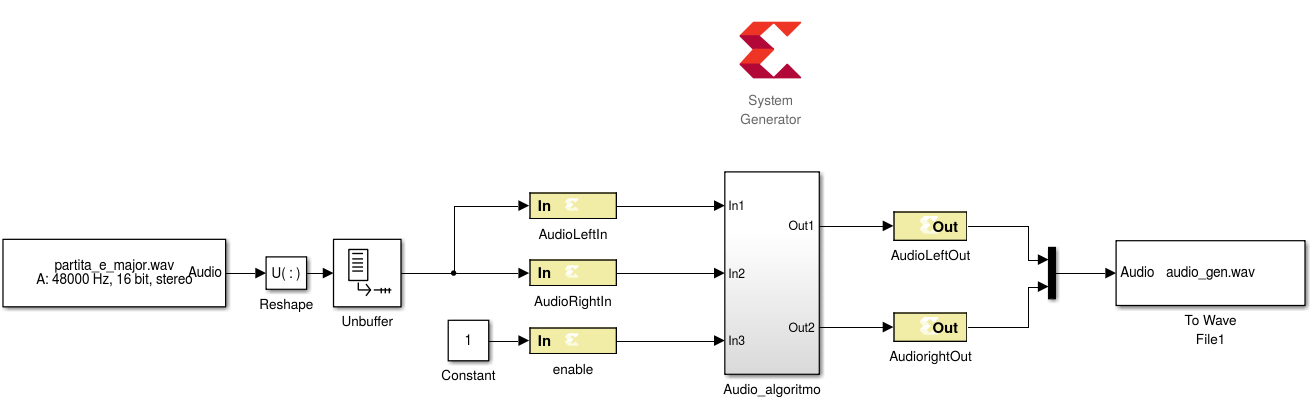 System
Generator
partita_e_major.wav
A: 48000 Hz, 16 bit, stereo
Audio
U( : )
Reshape
Unbuffer
1
Constant
In
AudioLeftIn
In
AudioRightIn
In
enable
In1
In2
In3
Out1
Out2
Audio_algoritmo
Out
AudioLeftOut
Out
AudiorightOut
Audio audio_gen.wav
To Wave
File1